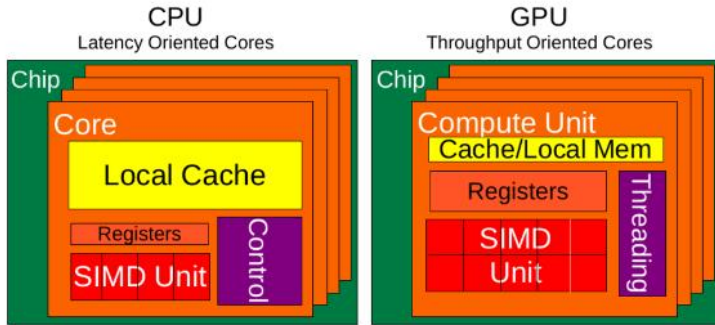 CPU
Latency Oriented Cores
Chip
Core
Local Cache
Registers
SIMD Unit
Control
GPU
Throughput Oriented Cores
Chip
Compute Unit
Cache/Local Mem
Registers
SIMD
Unit
Threading